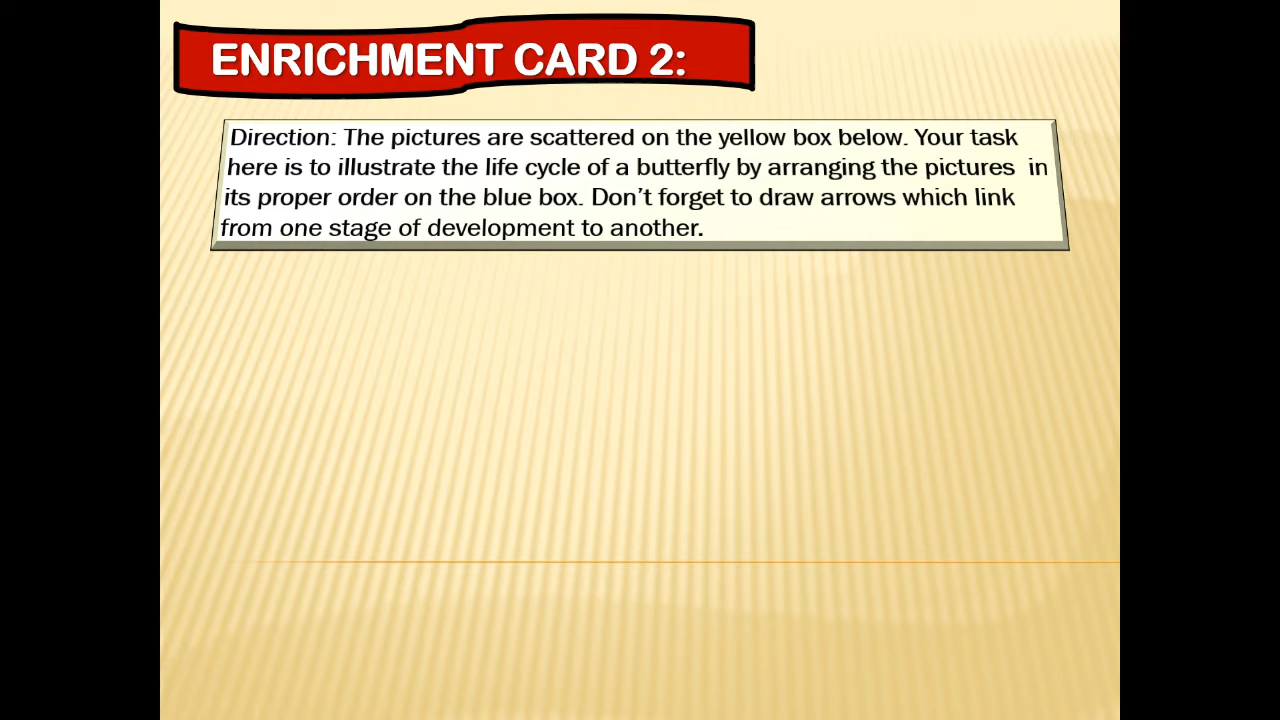 ENRICHMENT CARD 2:
Direction: The pictures are scattered on the yellow box below. Your task
here is to illustrate the life cycle of a butterfly by arranging the pictures in
its proper order on the blue box. Don’t forget to draw arrows which link
from one stage of development to another.